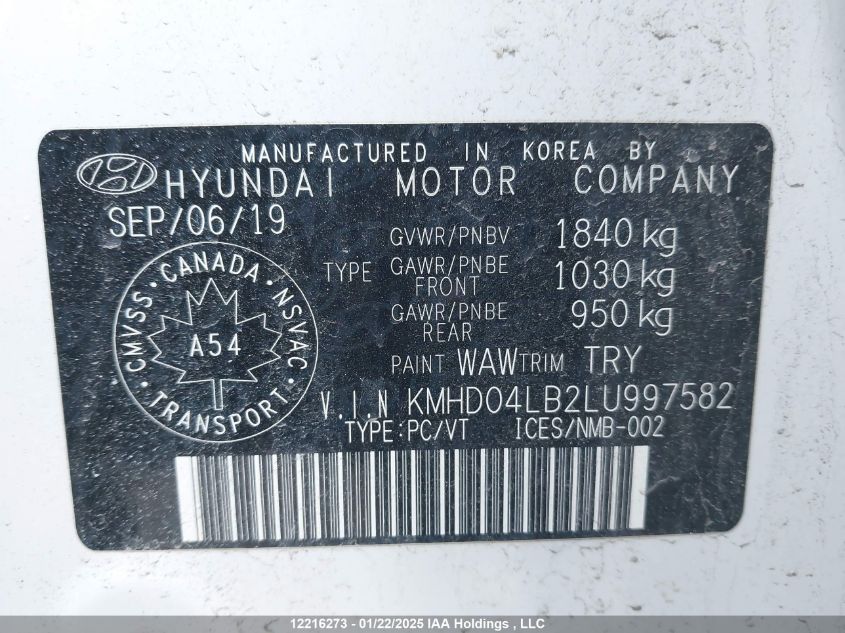 MANUFACTURED IN KOREA BY
HYUNDAI MOTOR COMPANY
SEP/06/19
GVWR/PNBV 1840 kg
TYPE GAWR/PNBE FRONT 1030 kg
GAWR/PNBE REAR 950 kg
CANADA
CMVSS · NSVAC
A54
TRANSPORT
PAINT WAW TRIM TRY
V.I.N KMHD04LB2LU997582
TYPE:PC/VT ICES/NMB-002
12216273 - 01/22/2025 IAA Holdings , LLC